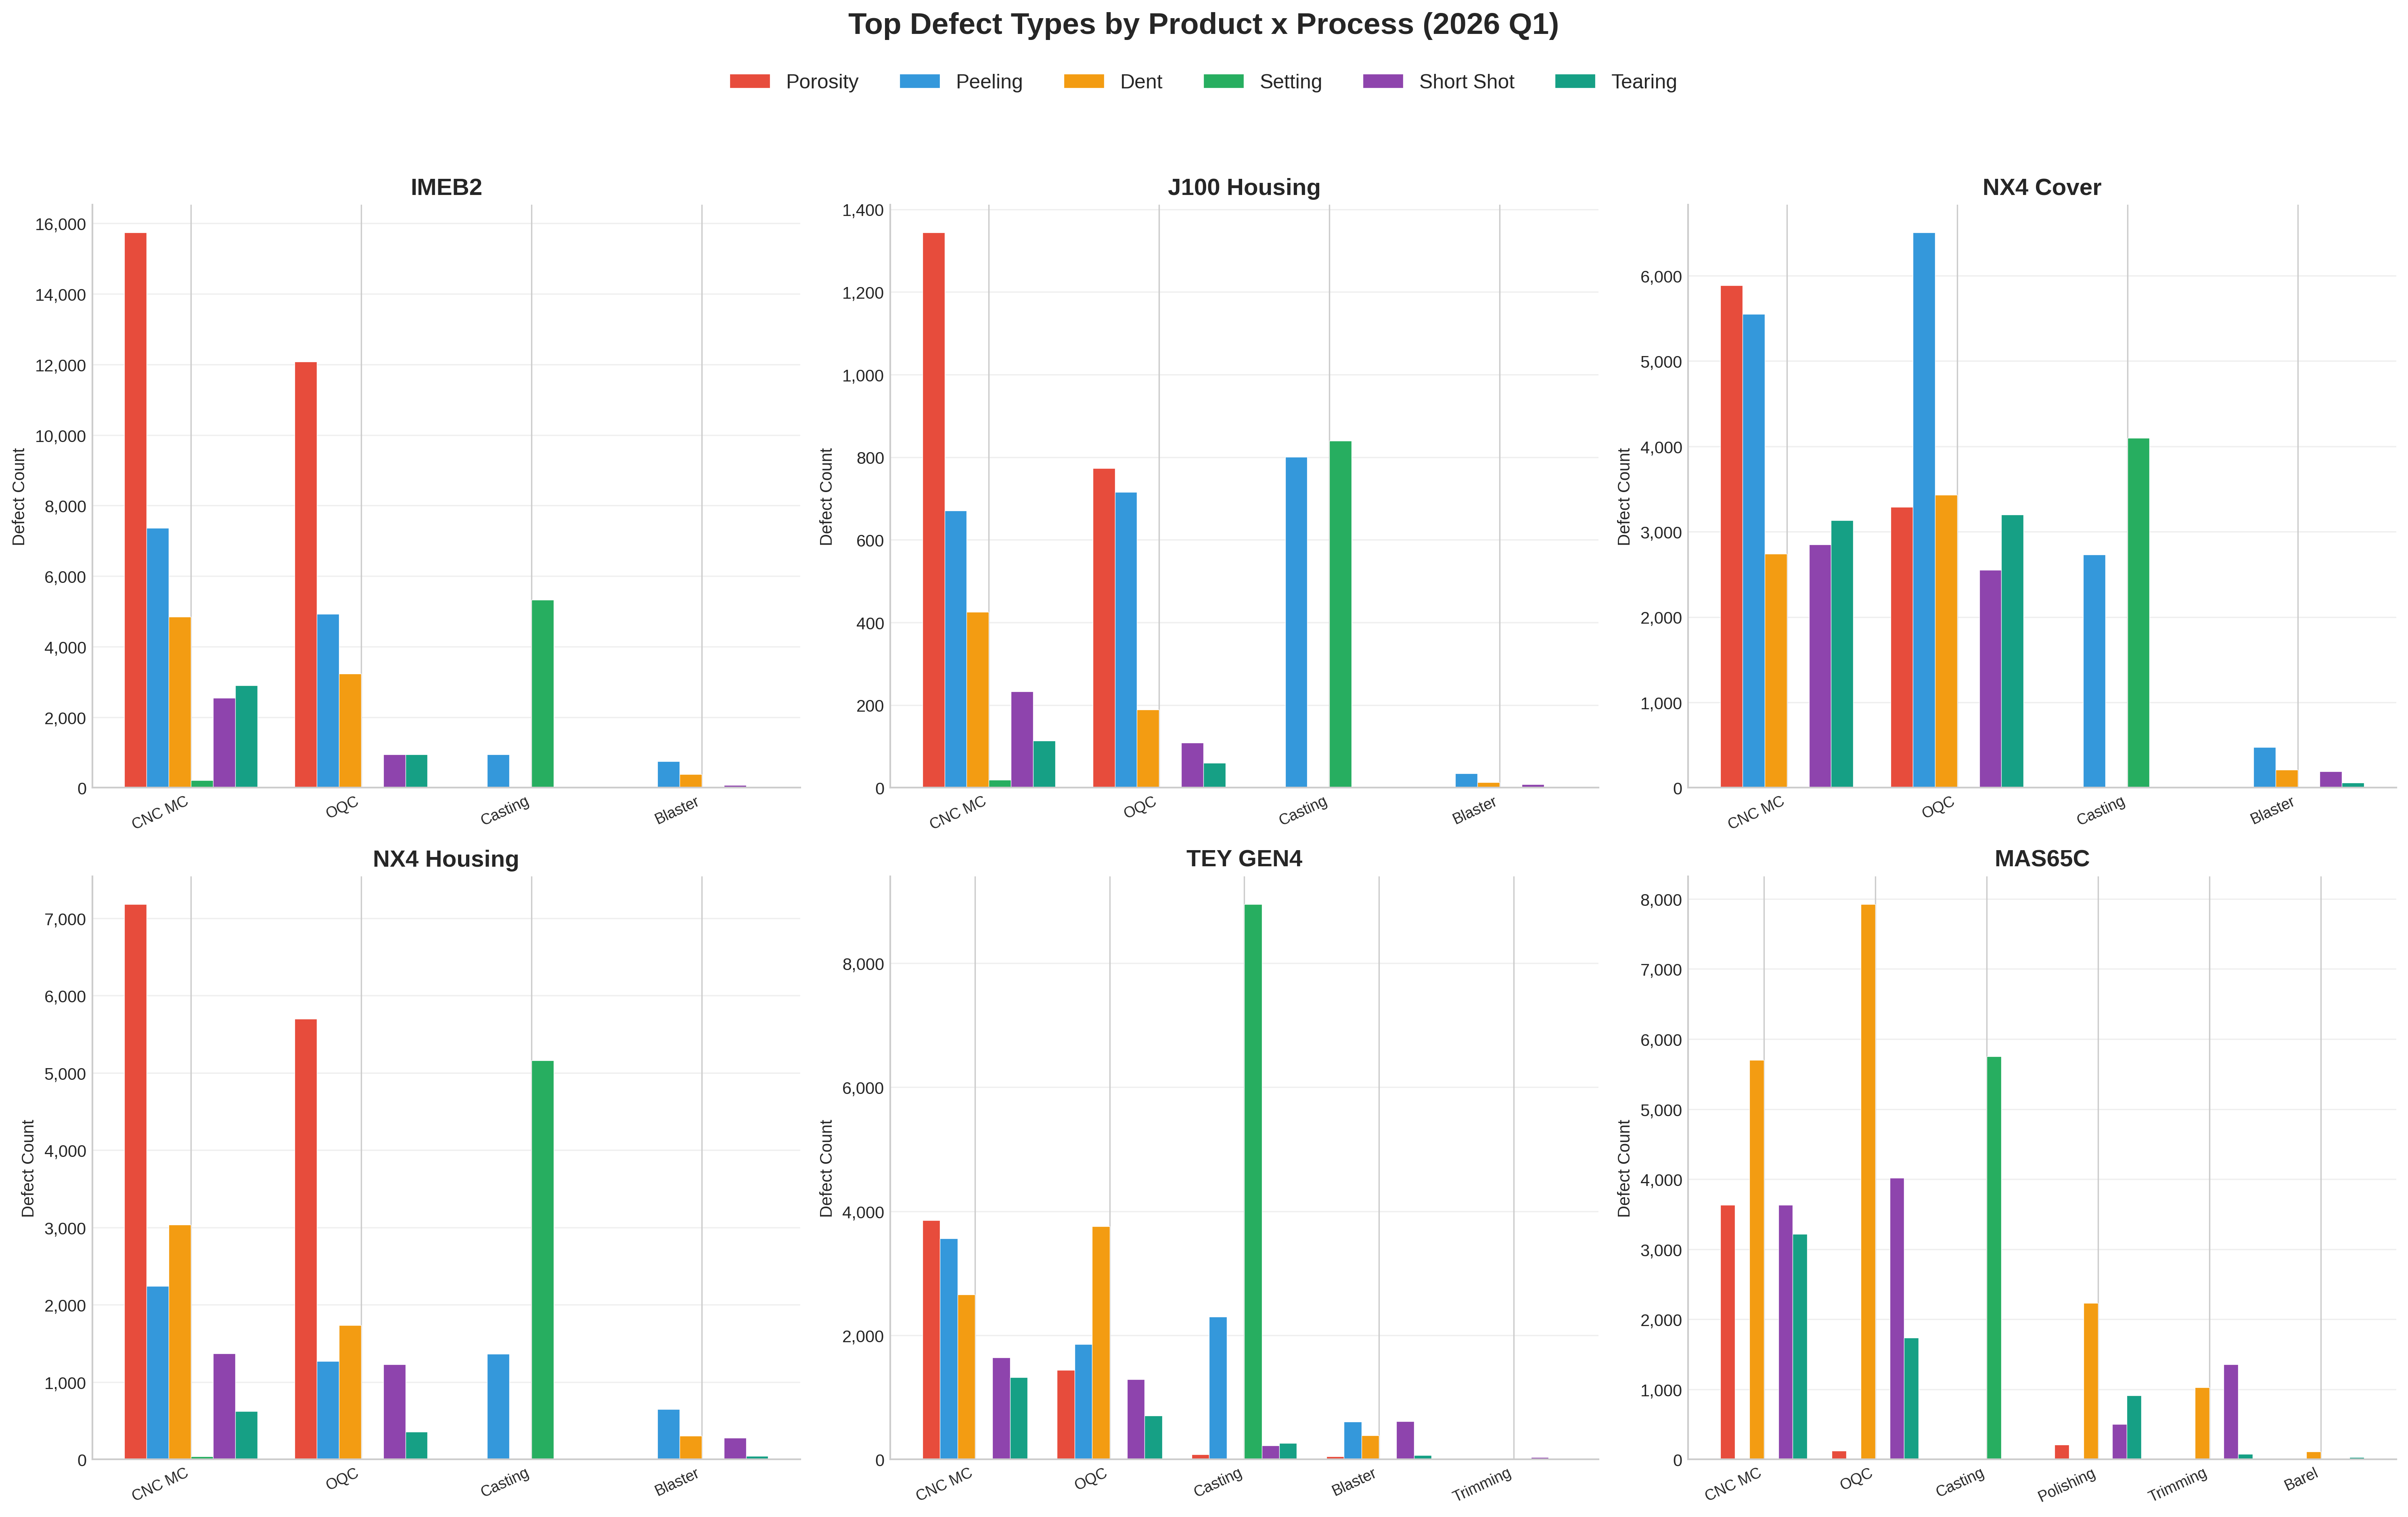 Top Defect Types by Product x Process (2026 Q1)
Porosity Peeling Dent Setting Short Shot Tearing
IMEB2
Defect Count
16,000
14,000
12,000
10,000
8,000
6,000
4,000
2,000
0
CNC MC OQC Casting Blaster
J100 Housing
Defect Count
1,400
1,200
1,000
800
600
400
200
0
CNC MC OQC Casting Blaster
NX4 Cover
Defect Count
6,000
5,000
4,000
3,000
2,000
1,000
0
CNC MC OQC Casting Blaster
NX4 Housing
Defect Count
7,000
6,000
5,000
4,000
3,000
2,000
1,000
0
CNC MC OQC Casting Blaster
TEY GEN4
Defect Count
8,000
6,000
4,000
2,000
0
CNC MC OQC Casting Blaster Trimming
MAS65C
Defect Count
8,000
7,000
6,000
5,000
4,000
3,000
2,000
1,000
0
CNC MC OQC Casting Polishing Trimming Barel